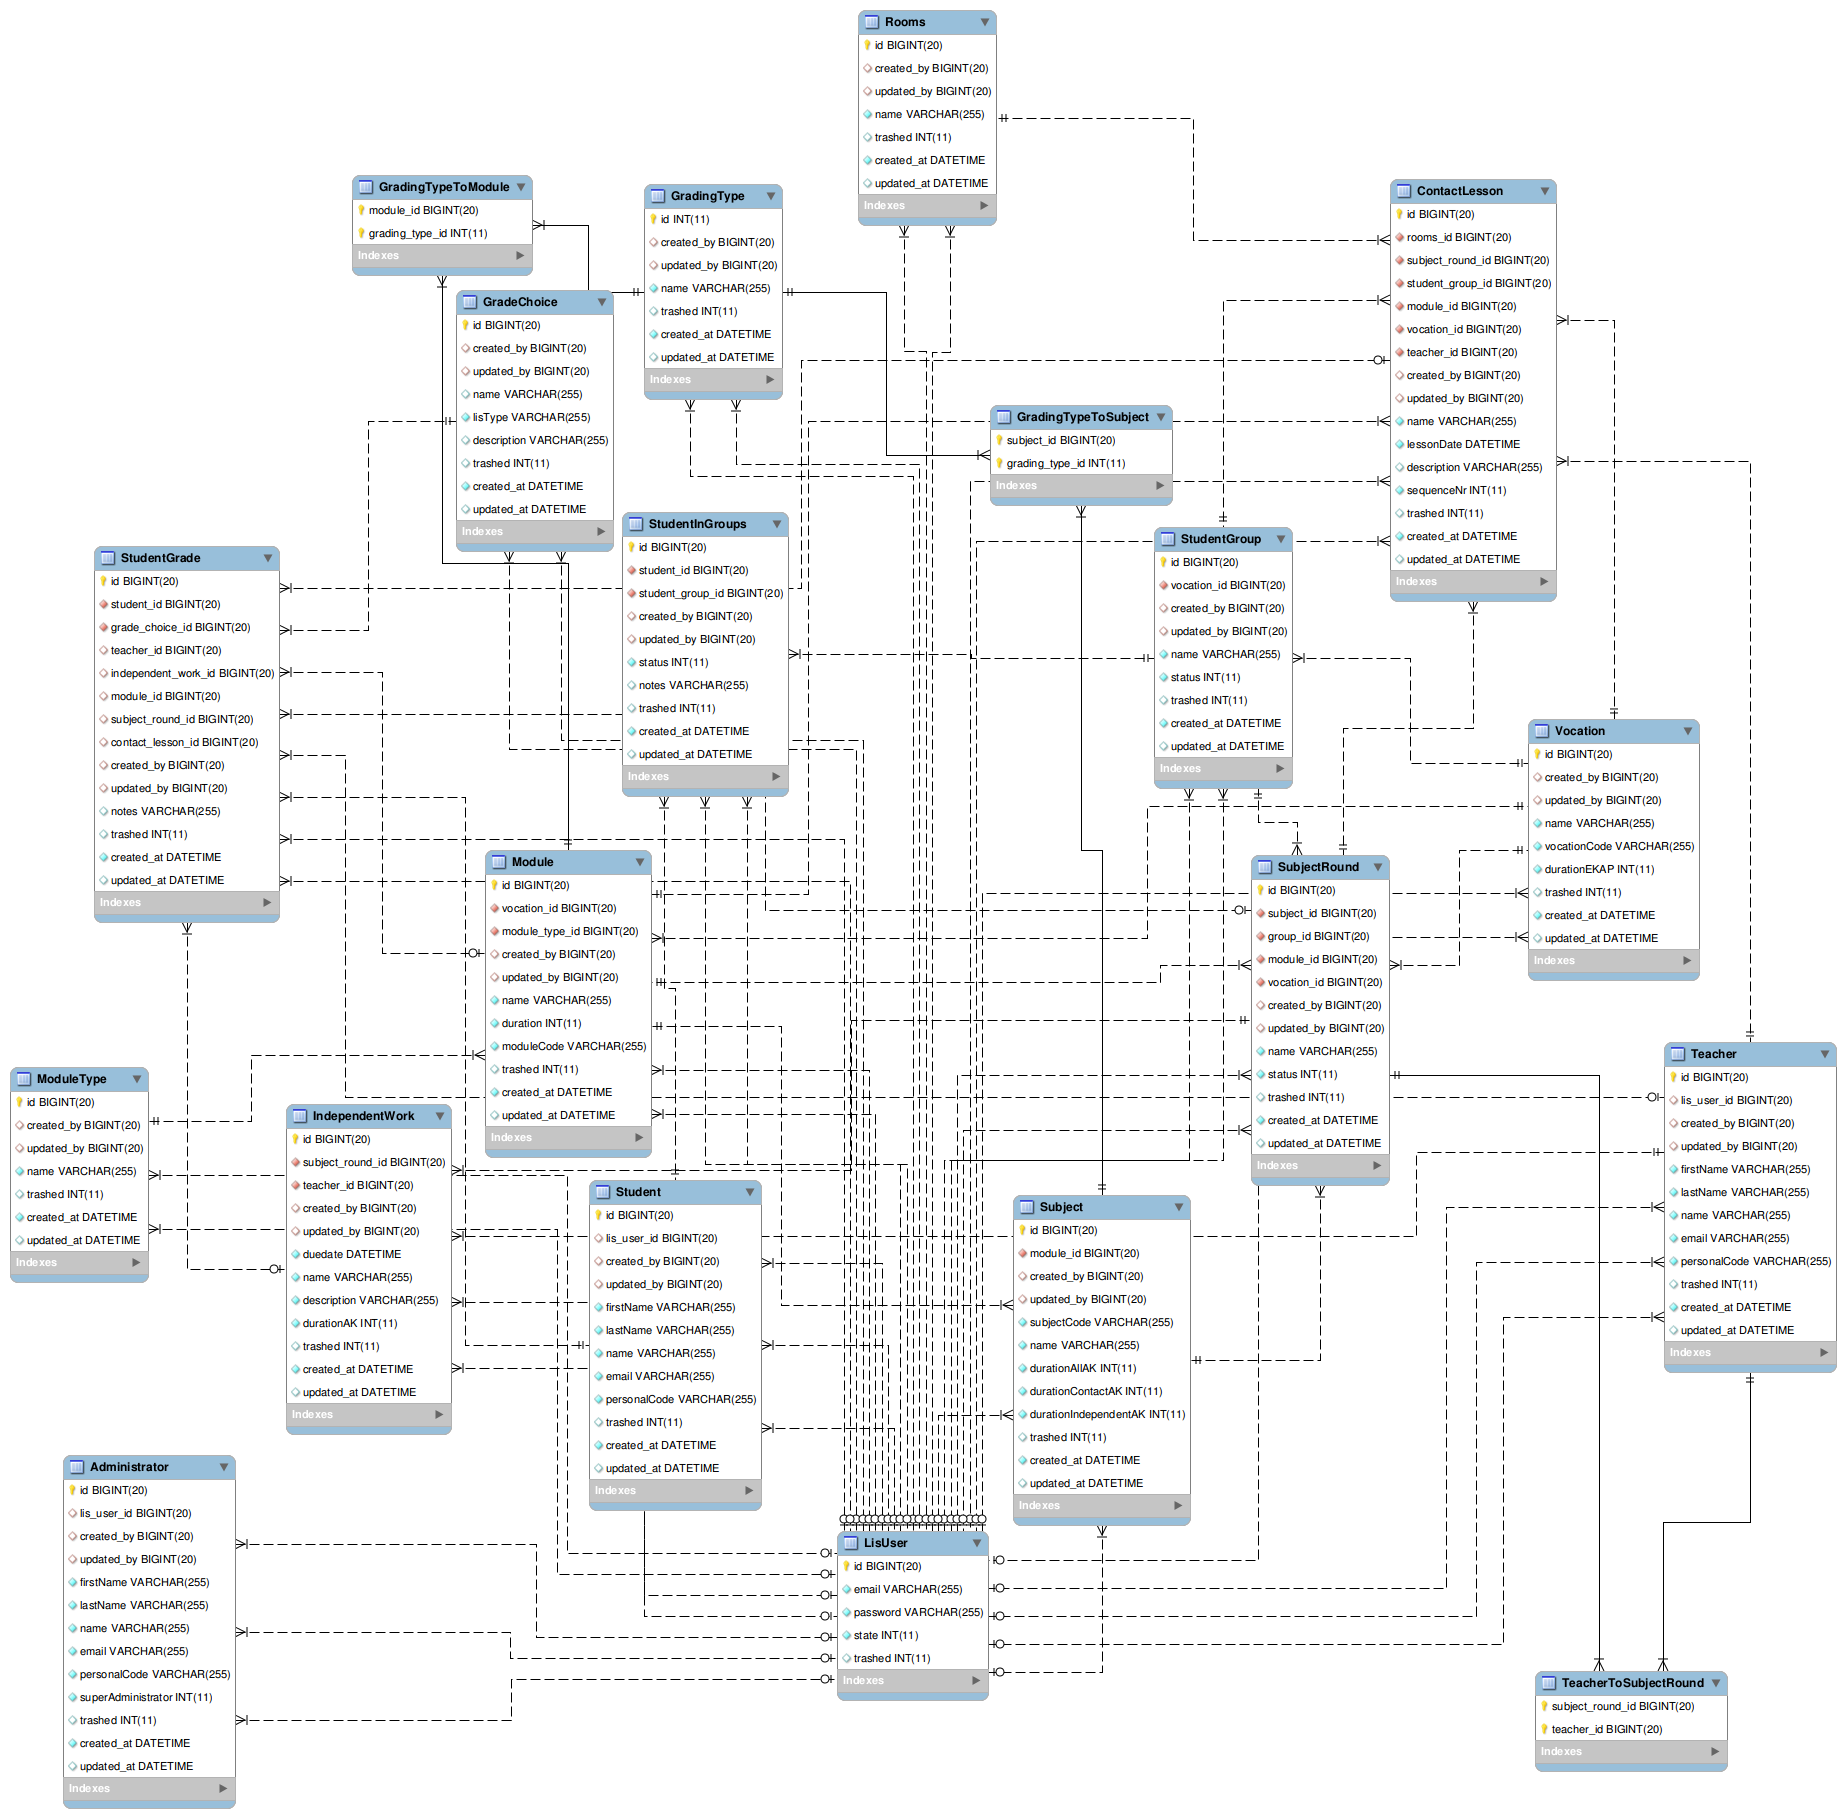 Rooms
id BIGINT(20)
created_by BIGINT(20)
updated_by BIGINT(20)
name VARCHAR(255)
trashed INT(11)
created_at DATETIME
updated_at DATETIME
Indexes
GradingTypeToModule
module_id BIGINT(20)
grading_type_id INT(11)
Indexes
GradingType
id INT(11)
created_by BIGINT(20)
updated_by BIGINT(20)
name VARCHAR(255)
trashed INT(11)
created_at DATETIME
updated_at DATETIME
Indexes
ContactLesson
id BIGINT(20)
rooms_id BIGINT(20)
subject_round_id BIGINT(20)
student_group_id BIGINT(20)
module_id BIGINT(20)
vocation_id BIGINT(20)
teacher_id BIGINT(20)
created_by BIGINT(20)
updated_by BIGINT(20)
name VARCHAR(255)
lessonDate DATETIME
description VARCHAR(255)
sequenceNr INT(11)
trashed INT(11)
created_at DATETIME
updated_at DATETIME
Indexes
GradeChoice
id BIGINT(20)
created_by BIGINT(20)
updated_by BIGINT(20)
name VARCHAR(255)
lisType VARCHAR(255)
description VARCHAR(255)
trashed INT(11)
created_at DATETIME
updated_at DATETIME
Indexes
GradingTypeToSubject
subject_id BIGINT(20)
grading_type_id INT(11)
Indexes
StudentInGroups
id BIGINT(20)
student_id BIGINT(20)
student_group_id BIGINT(20)
created_by BIGINT(20)
updated_by BIGINT(20)
status INT(11)
notes VARCHAR(255)
trashed INT(11)
created_at DATETIME
updated_at DATETIME
Indexes
StudentGroup
id BIGINT(20)
vocation_id BIGINT(20)
created_by BIGINT(20)
updated_by BIGINT(20)
name VARCHAR(255)
status INT(11)
trashed INT(11)
created_at DATETIME
updated_at DATETIME
Indexes
StudentGrade
id BIGINT(20)
student_id BIGINT(20)
grade_choice_id BIGINT(20)
teacher_id BIGINT(20)
independent_work_id BIGINT(20)
module_id BIGINT(20)
subject_round_id BIGINT(20)
contact_lesson_id BIGINT(20)
created_by BIGINT(20)
updated_by BIGINT(20)
notes VARCHAR(255)
trashed INT(11)
created_at DATETIME
updated_at DATETIME
Indexes
Vocation
id BIGINT(20)
created_by BIGINT(20)
updated_by BIGINT(20)
name VARCHAR(255)
vocationCode VARCHAR(255)
durationEKAP INT(11)
trashed INT(11)
created_at DATETIME
updated_at DATETIME
Indexes
Module
id BIGINT(20)
vocation_id BIGINT(20)
module_type_id BIGINT(20)
created_by BIGINT(20)
updated_by BIGINT(20)
name VARCHAR(255)
duration INT(11)
moduleCode VARCHAR(255)
trashed INT(11)
created_at DATETIME
updated_at DATETIME
Indexes
SubjectRound
id BIGINT(20)
subject_id BIGINT(20)
group_id BIGINT(20)
module_id BIGINT(20)
vocation_id BIGINT(20)
created_by BIGINT(20)
updated_by BIGINT(20)
name VARCHAR(255)
status INT(11)
trashed INT(11)
created_at DATETIME
updated_at DATETIME
Indexes
Teacher
id BIGINT(20)
lis_user_id BIGINT(20)
created_by BIGINT(20)
updated_by BIGINT(20)
firstName VARCHAR(255)
lastName VARCHAR(255)
name VARCHAR(255)
email VARCHAR(255)
personalCode VARCHAR(255)
trashed INT(11)
created_at DATETIME
updated_at DATETIME
Indexes
ModuleType
id BIGINT(20)
created_by BIGINT(20)
updated_by BIGINT(20)
name VARCHAR(255)
trashed INT(11)
created_at DATETIME
updated_at DATETIME
Indexes
IndependentWork
id BIGINT(20)
subject_round_id BIGINT(20)
teacher_id BIGINT(20)
created_by BIGINT(20)
updated_by BIGINT(20)
duedate DATETIME
name VARCHAR(255)
description VARCHAR(255)
durationAK INT(11)
trashed INT(11)
created_at DATETIME
updated_at DATETIME
Indexes
Student
id BIGINT(20)
lis_user_id BIGINT(20)
created_by BIGINT(20)
updated_by BIGINT(20)
firstName VARCHAR(255)
lastName VARCHAR(255)
name VARCHAR(255)
email VARCHAR(255)
personalCode VARCHAR(255)
trashed INT(11)
created_at DATETIME
updated_at DATETIME
Indexes
Subject
id BIGINT(20)
module_id BIGINT(20)
created_by BIGINT(20)
updated_by BIGINT(20)
subjectCode VARCHAR(255)
name VARCHAR(255)
durationAllAK INT(11)
durationContactAK INT(11)
durationIndependentAK INT(11)
trashed INT(11)
created_at DATETIME
updated_at DATETIME
Indexes
Administrator
id BIGINT(20)
lis_user_id BIGINT(20)
created_by BIGINT(20)
updated_by BIGINT(20)
firstName VARCHAR(255)
lastName VARCHAR(255)
name VARCHAR(255)
email VARCHAR(255)
personalCode VARCHAR(255)
superAdministrator INT(11)
trashed INT(11)
created_at DATETIME
updated_at DATETIME
Indexes
LisUser
id BIGINT(20)
email VARCHAR(255)
password VARCHAR(255)
state INT(11)
trashed INT(11)
Indexes
TeacherToSubjectRound
subject_round_id BIGINT(20)
teacher_id BIGINT(20)
Indexes